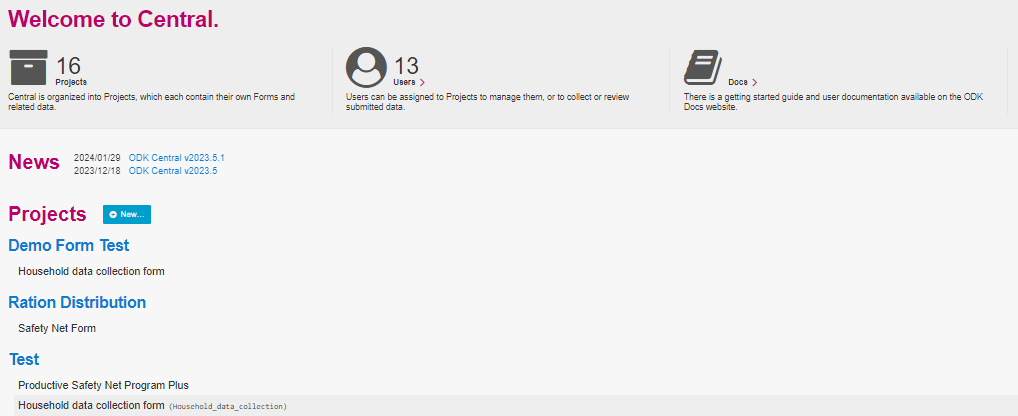 Welcome to Central.
16
Projects
Central is organized into Projects, which each contain their own Forms and
related data.
13
Users
Users can be assigned to Projects to manage them, or to collect or review
submitted data.
Docs
There is a getting started guide and user documentation available on the ODK
Docs website.
News
2024/01/29 ODK Central v2023.5.1
2023/12/18 ODK Central v2023.5
Projects
New...
Demo Form Test
Household data collection form
Ration Distribution
Safety Net Form
Test
Productive Safety Net Program Plus
Household data collection form (Household_data_collection)